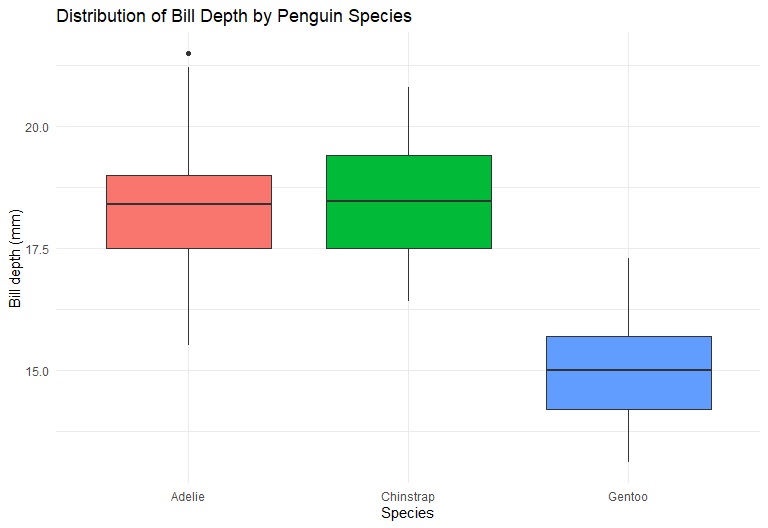 Distribution of Bill Depth by Penguin Species
Bill depth (mm)
20.0
17.5
15.0
Adelie
Chinstrap
Gentoo
Species